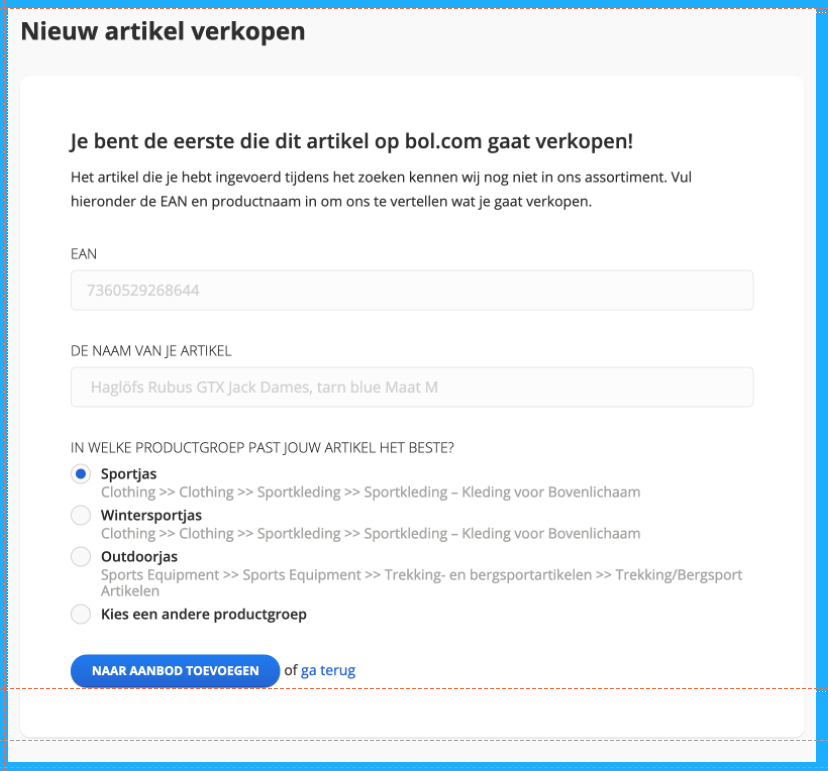 Nieuw artikel verkopen
Je bent de eerste die dit artikel op bol.com gaat verkopen!
Het artikel die je hebt ingevoerd tijdens het zoeken kennen wij nog niet in ons assortiment. Vul
hieronder de EAN en productnaam in om ons te vertellen wat je gaat verkopen.
EAN
7360529268644
DE NAAM VAN JE ARTIKEL
Haglöfs Rubus GTX Jack Dames, tarn blue Maat M
IN WELKE PRODUCTGROEP PAST JOUW ARTIKEL HET BESTE?
Sportjas
Clothing >> Clothing >> Sportkleding >> Sportkleding – Kleding voor Bovenlichaam
Wintersportjas
Clothing >> Clothing >> Sportkleding >> Sportkleding – Kleding voor Bovenlichaam
Outdoorjas
Sports Equipment >> Sports Equipment >> Trekking- en bergsportartikelen >> Trekking/Bergsport
Artikelen
Kies een andere productgroep
NAAR AANBOD TOEVOEGEN of ga terug